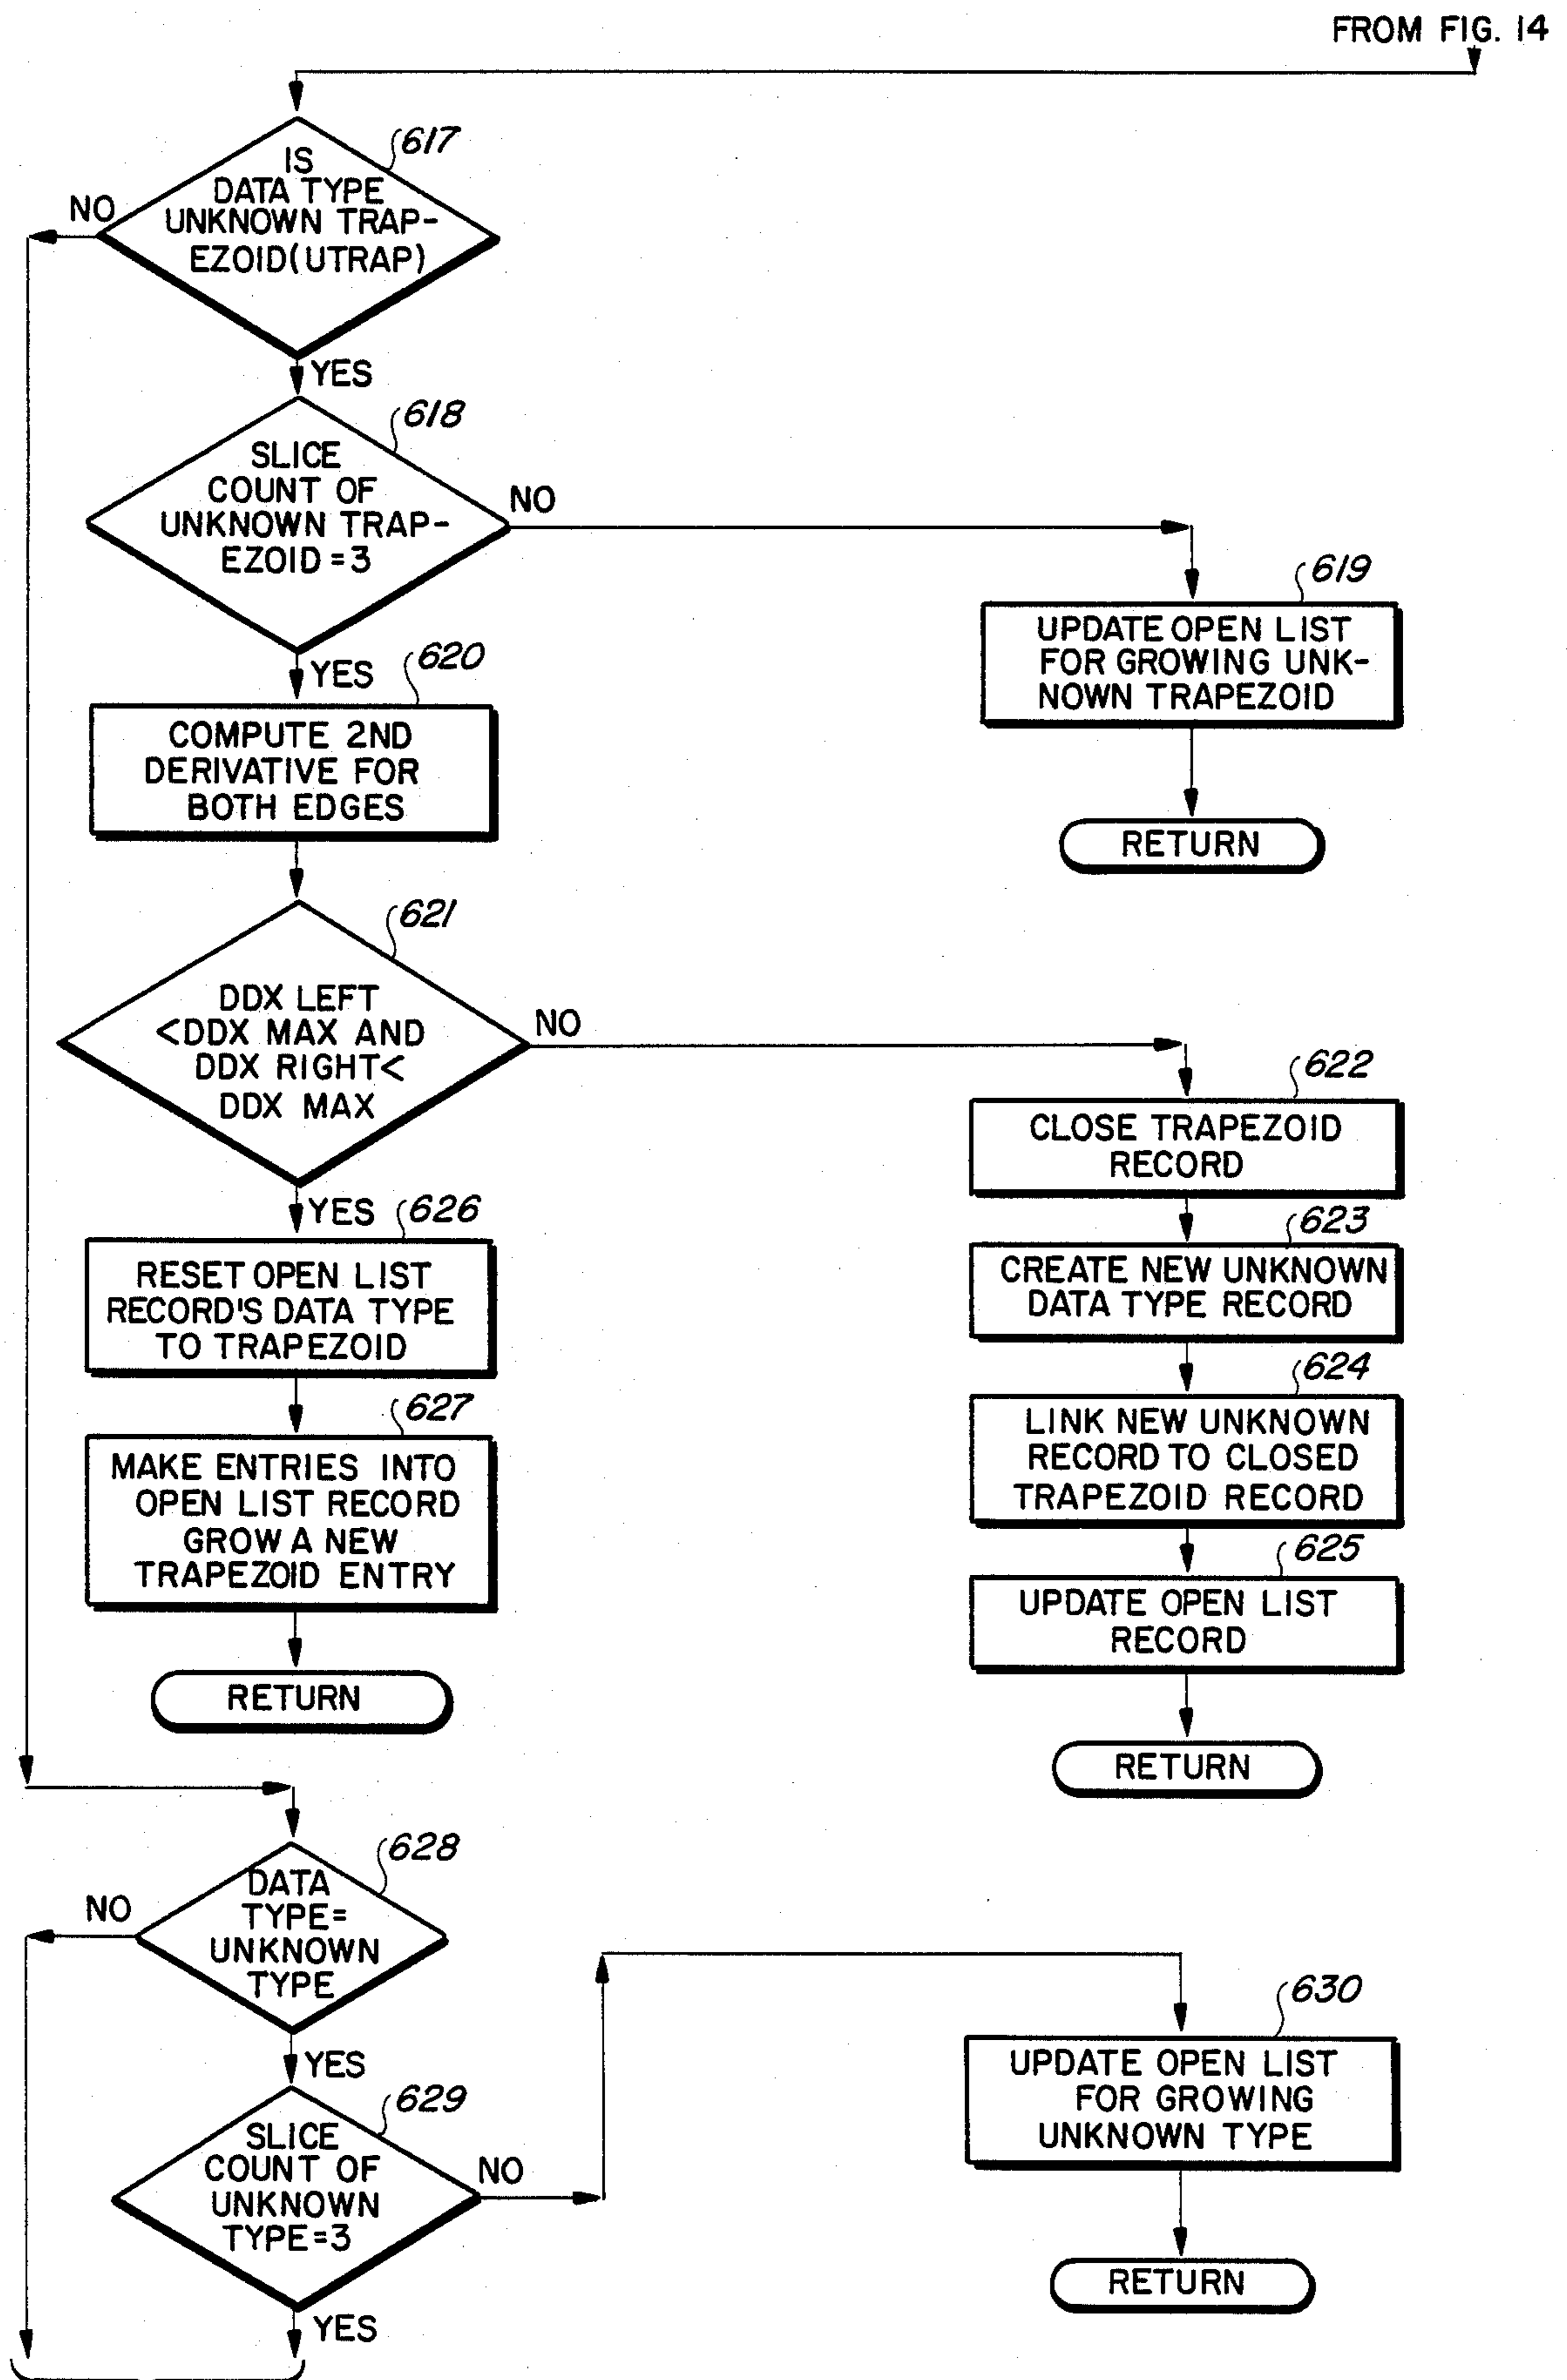 FROM FIG. 14
617
IS
DATA TYPE
UNKNOWN TRAP-
EZOID(UTRAP)
NO
YES
618
SLICE
COUNT OF
UNKNOWN TRAP-
EZOID = 3
NO
619
UPDATE OPEN LIST
FOR GROWING UNK-
NOWN TRAPEZOID
RETURN
YES
620
COMPUTE 2ND
DERIVATIVE FOR
BOTH EDGES
621
DDX LEFT
<DDX MAX AND
DDX RIGHT<
DDX MAX
NO
622
CLOSE TRAPEZOID
RECORD
623
CREATE NEW UNKNOWN
DATA TYPE RECORD
624
LINK NEW UNKNOWN
RECORD TO CLOSED
TRAPEZOID RECORD
625
UPDATE OPEN LIST
RECORD
RETURN
YES
626
RESET OPEN LIST
RECORD'S DATA TYPE
TO TRAPEZOID
627
MAKE ENTRIES INTO
OPEN LIST RECORD
GROW A NEW
TRAPEZOID ENTRY
RETURN
628
DATA
TYPE=
UNKNOWN
TYPE
NO
YES
629
SLICE
COUNT OF
UNKNOWN
TYPE=3
NO
630
UPDATE OPEN LIST
FOR GROWING
UNKNOWN TYPE
RETURN
YES